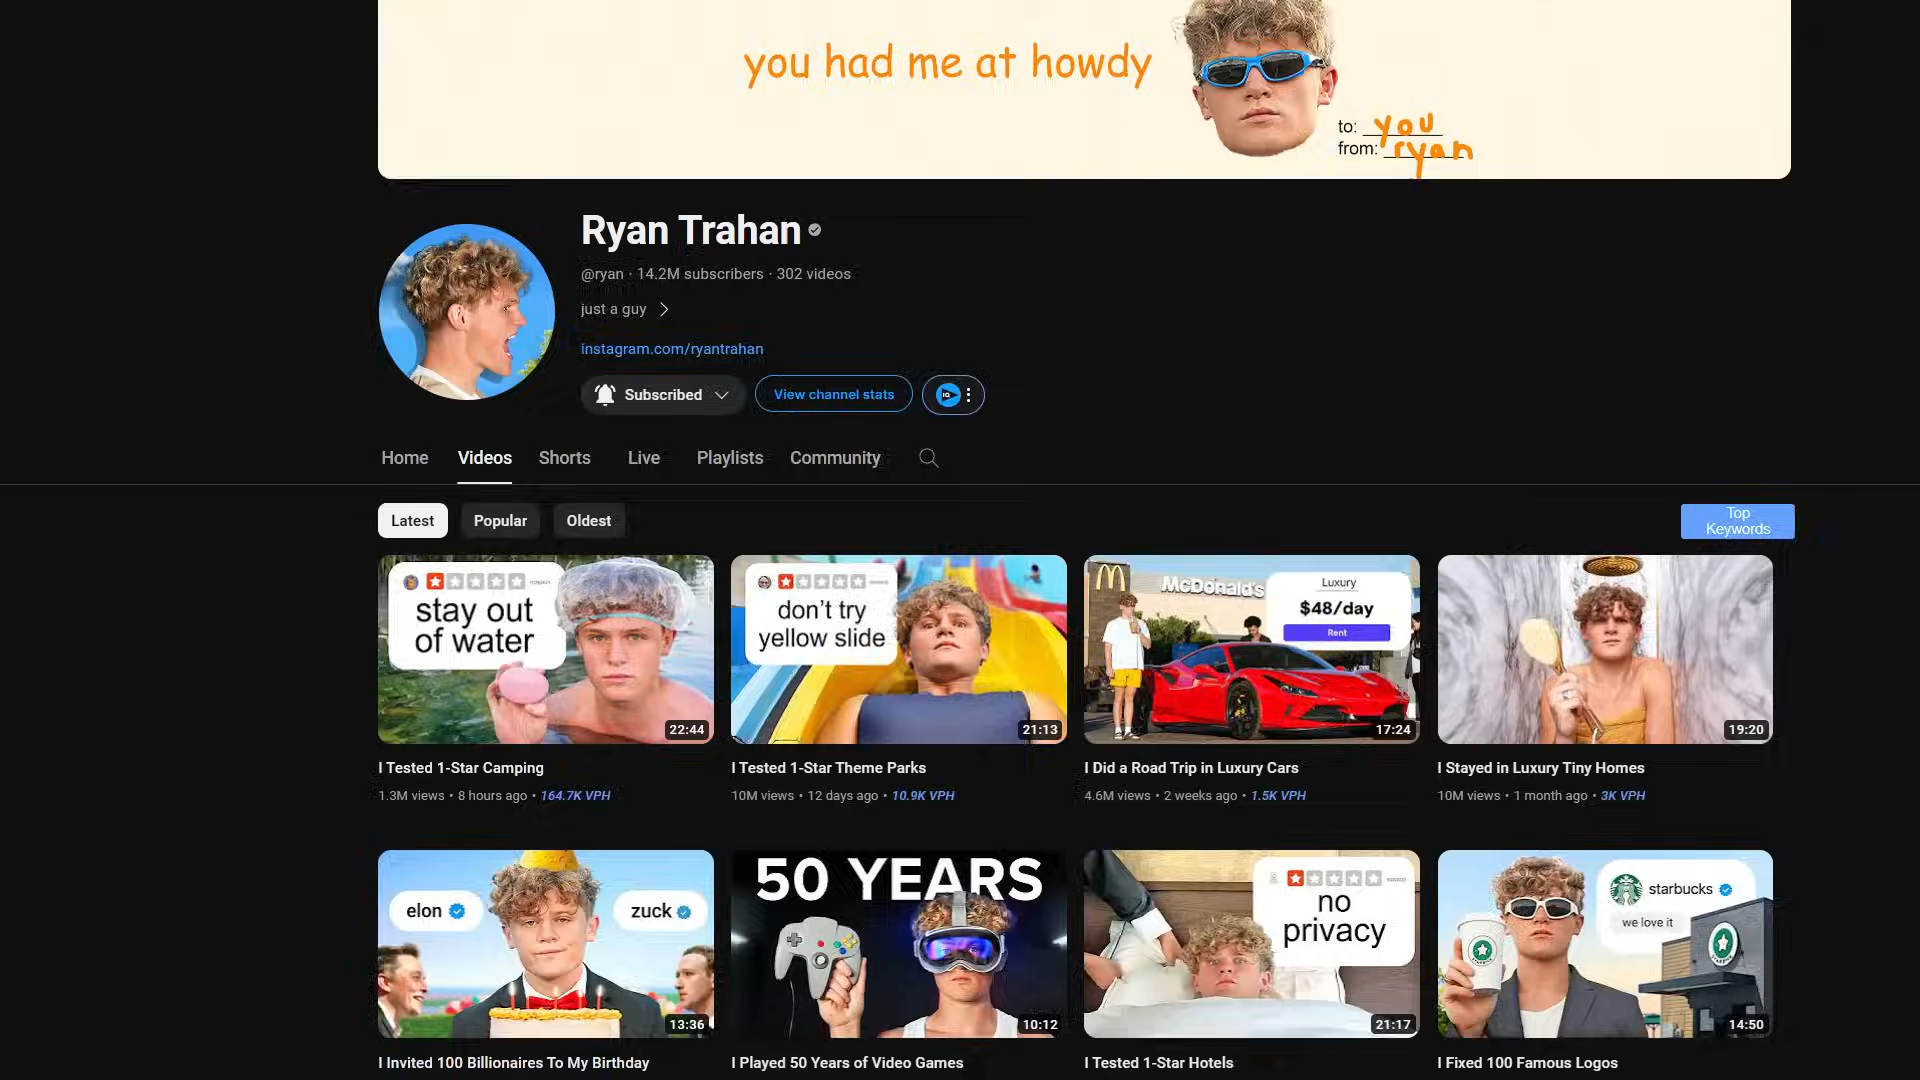 you had me at howdy
to: you
from: ryan
Ryan Trahan
@ryan · 14.2M subscribers · 302 videos
just a guy
instagram.com/ryantrahan
Subscribed
View channel stats
IQ
Home Videos Shorts Live Playlists Community
Latest Popular Oldest
Top
Keywords
stay out
of water
22:44
don't try
yellow slide
21:13
McDonald's
Luxury
$48/day
Rent
17:24
19:20
I Tested 1-Star Camping
1.3M views • 8 hours ago • 164.7K VPH
I Tested 1-Star Theme Parks
10M views • 12 days ago • 10.9K VPH
I Did a Road Trip in Luxury Cars
4.6M views • 2 weeks ago • 1.5K VPH
I Stayed in Luxury Tiny Homes
10M views • 1 month ago • 3K VPH
elon
zuck
13:36
50 YEARS
10:12
no
privacy
21:17
starbucks
we love it
14:50
I Invited 100 Billionaires To My Birthday
I Played 50 Years of Video Games
I Tested 1-Star Hotels
I Fixed 100 Famous Logos